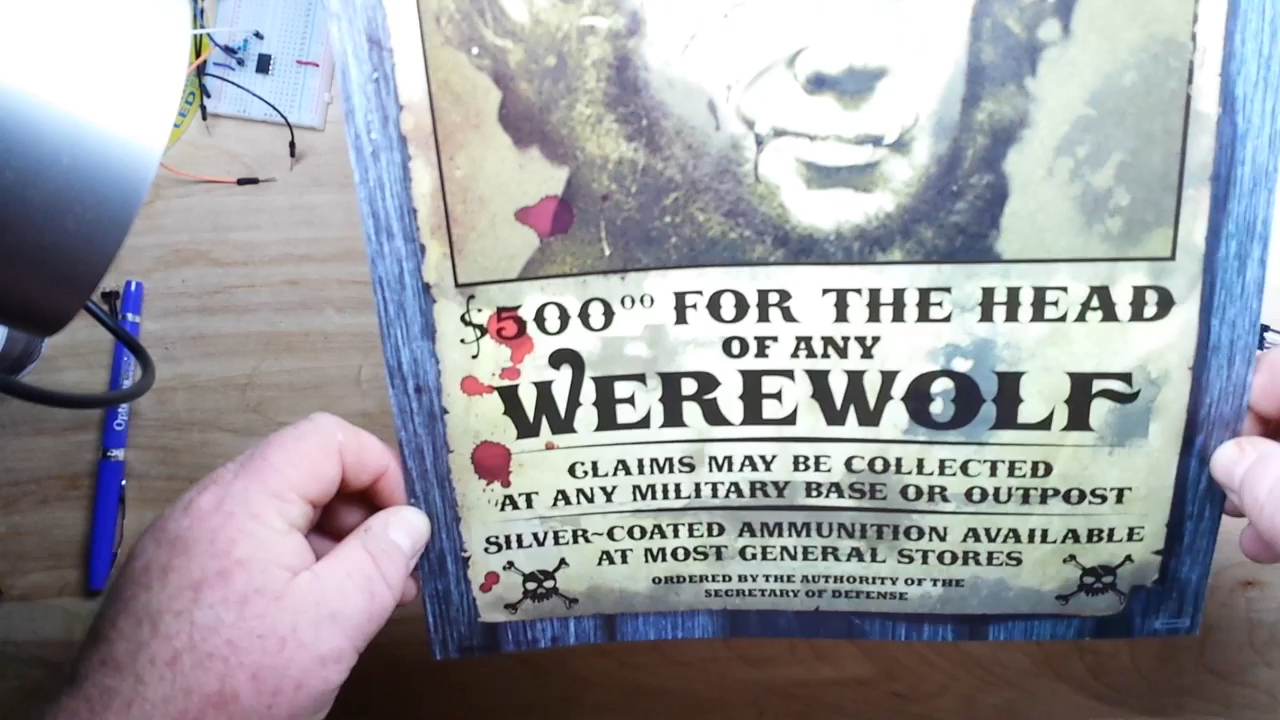 LED
$500⁰⁰ FOR THE HEAD
OF ANY
WEREWOLF
CLAIMS MAY BE COLLECTED
AT ANY MILITARY BASE OR OUTPOST
SILVER~COATED AMMUNITION AVAILABLE
AT MOST GENERAL STORES
ORDERED BY THE AUTHORITY OF THE
SECRETARY OF DEFENSE